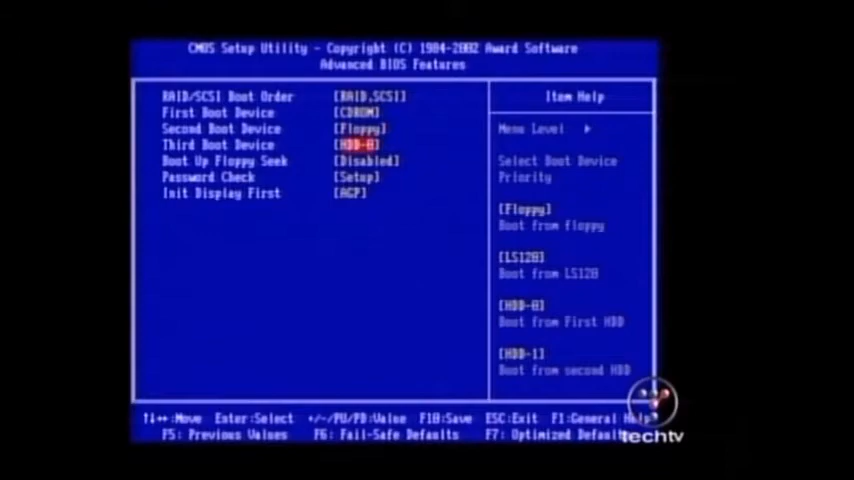 CMOS Setup Utility - Copyright (C) 1984-2002 Award Software
Advanced BIOS Features
RAID/SCSI Boot Order [RAID,SCSI]
First Boot Device [CDROM]
Second Boot Device [Floppy]
Third Boot Device [HDD-0]
Boot Up Floppy Seek [Disabled]
Password Check [Setup]
Init Display First [AGP]
Item Help
Menu Level
Select Boot Device
Priority
[Floppy]
Boot from floppy
[LS120]
Boot from LS120
[HDD-0]
Boot from First HDD
[HDD-1]
Boot from second HDD
↑↓→←:Move Enter:Select +/-/PU/PD:Value F10:Save ESC:Exit F1:General Help
F5: Previous Values F6: Fail-Safe Defaults F7: Optimized Defaults
techtv